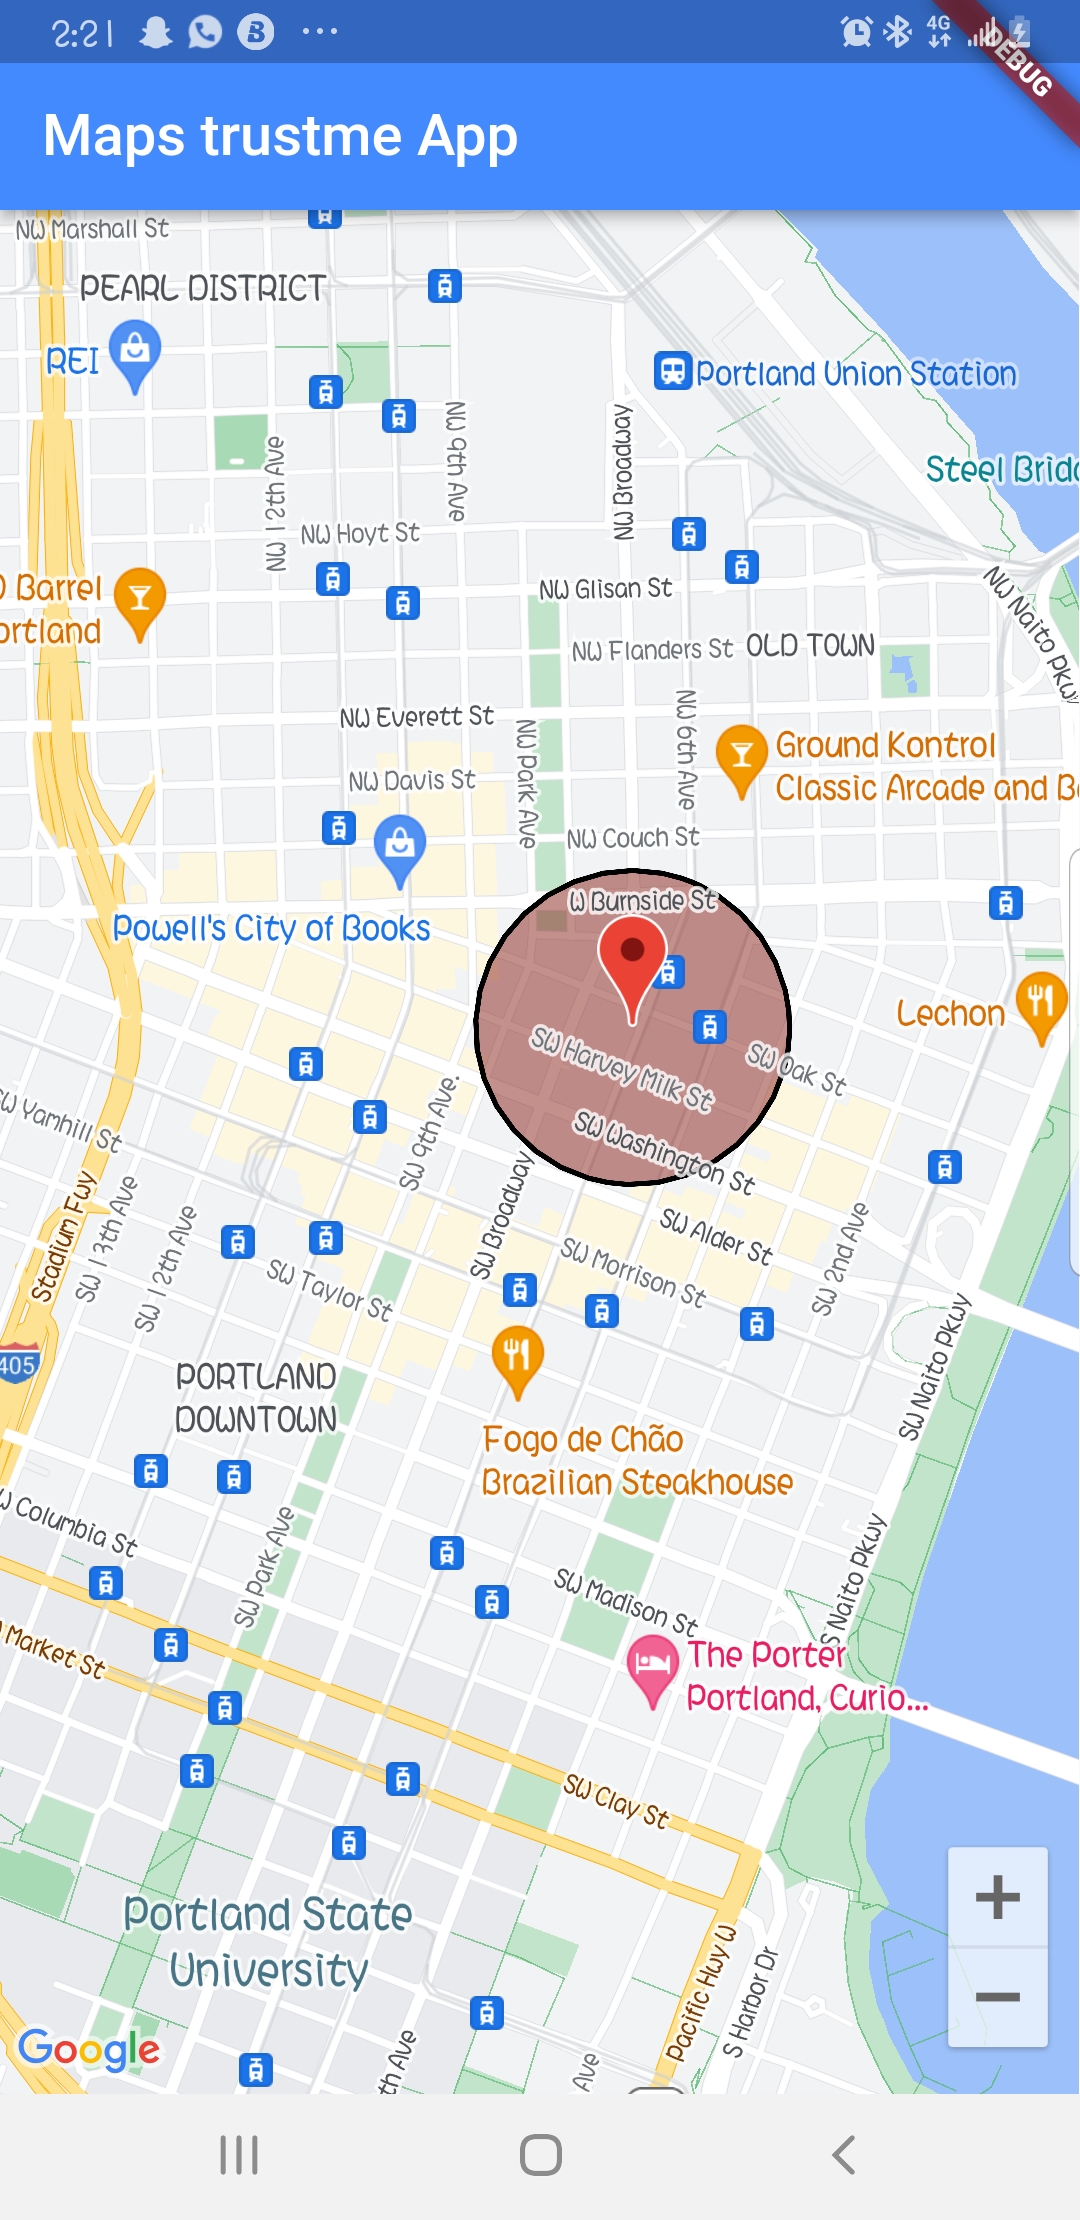 2:21
4G
DEBUG
Maps trustme App
NW Marshall St
PEARL DISTRICT
REI
Portland Union Station
NW 12th Ave
NW 9th Ave
NW Broadway
Steel Bridg
NW Hoyt St
NW Glisan St
NW Naito Pkwy
Barrel
ortland
NW Flanders St
OLD TOWN
NW Everett St
NW Park Ave
NW 6th Ave
Ground Kontrol
Classic Arcade and B
NW Davis St
NW Couch St
W Burnside St
Powell's City of Books
Lechon
SW Harvey Milk St
SW Oak St
W Yamhill St
SW 9th Ave.
SW Washington St
Stadium Fwy
SW 13th Ave
SW 12th Ave
SW Broadway
SW Alder St
SW 2nd Ave
SW Taylor St
SW Morrison St
405
SW Naito Pkwy
PORTLAND
DOWNTOWN
Fogo de Chão
Brazilian Steakhouse
W Columbia St
SW Park Ave
S Naito Pkwy
SW Madison St
Market St
The Porter
Portland, Curio...
SW Clay St
Portland State
University
Pacific Hwy W
S Harbor Dr
Google
th Ave
Ave